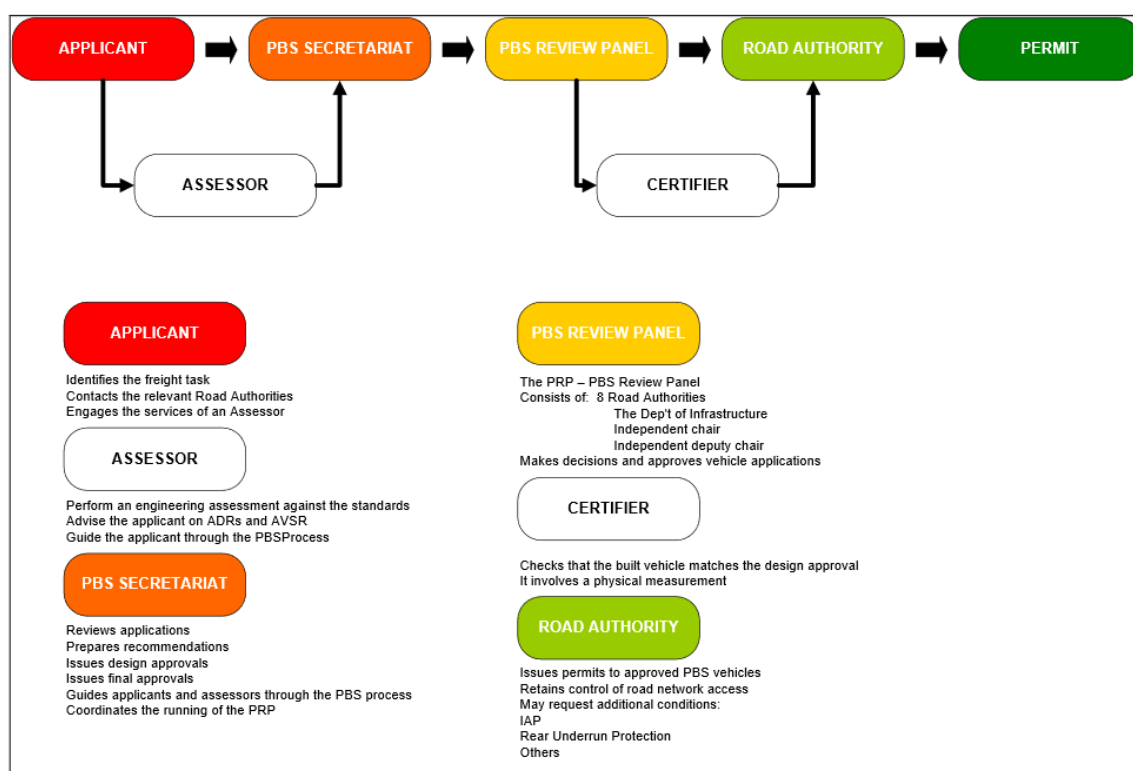 APPLICANT
PBS SECRETARIAT
PBS REVIEW PANEL
ROAD AUTHORITY
PERMIT
ASSESSOR
CERTIFIER
APPLICANT
Identifies the freight task
Contacts the relevant Road Authorities
Engages the services of an Assessor
ASSESSOR
Perform an engineering assessment against the standards
Advise the applicant on ADRs and AVSR
Guide the applicant through the PBSProcess
PBS SECRETARIAT
Reviews applications
Prepares recommendations
Issues design approvals
Issues final approvals
Guides applicants and assessors through the PBS process
Coordinates the running of the PRP
PBS REVIEW PANEL
The PRP – PBS Review Panel
Consists of: 8 Road Authorities
The Dep't of Infrastructure
Independent chair
Independent deputy chair
Makes decisions and approves vehicle applications
CERTIFIER
Checks that the built vehicle matches the design approval
It involves a physical measurement
ROAD AUTHORITY
Issues permits to approved PBS vehicles
Retains control of road network access
May request additional conditions:
IAP
Rear Underrun Protection
Others